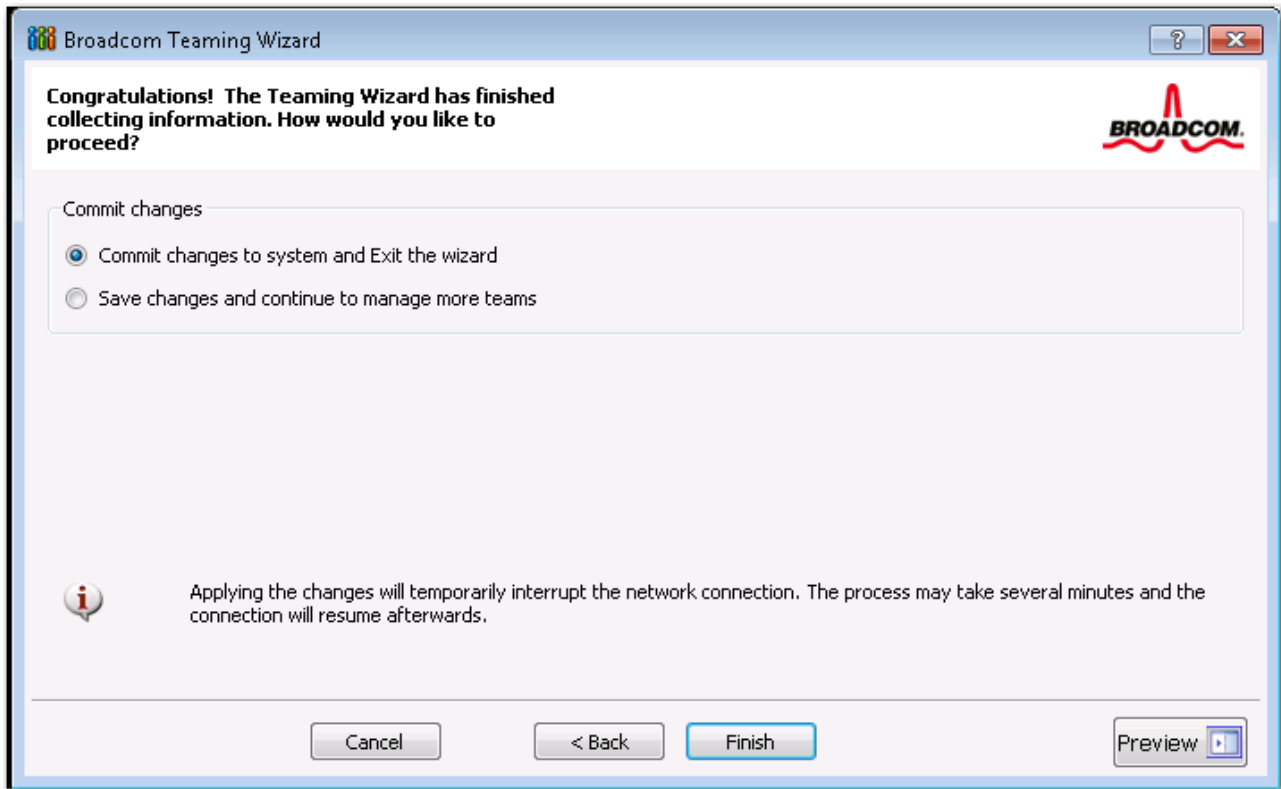 Broadcom Teaming Wizard
Congratulations! The Teaming Wizard has finished
collecting information. How would you like to
proceed?
BROADCOM.
Commit changes
Commit changes to system and Exit the wizard
Save changes and continue to manage more teams
Applying the changes will temporarily interrupt the network connection. The process may take several minutes and the
connection will resume afterwards.
Cancel
< Back
Finish
Preview